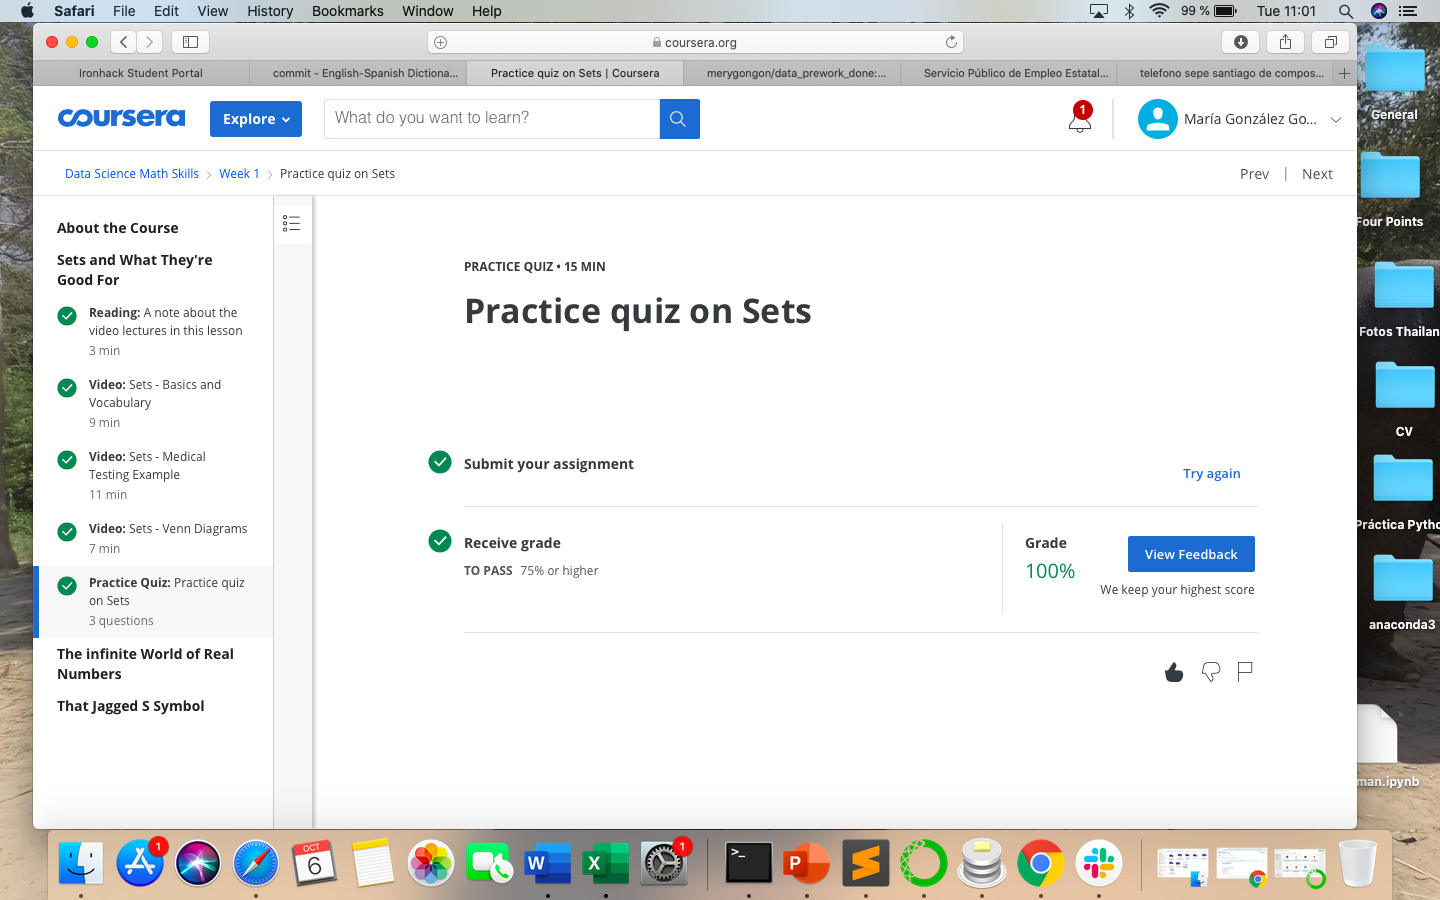 Safari File Edit View History Bookmarks Window Help
99 % Tue 11:01
coursera.org
Ironhack Student Portal
commit - English-Spanish Dictiona...
Practice quiz on Sets | Coursera
merygongon/data_prework_done:...
Servicio Público de Empleo Estatal...
telefono sepe santiago de compos...
coursera
Explore
What do you want to learn?
1
María González Go...
Data Science Math Skills
Week 1
Practice quiz on Sets
Prev | Next
About the Course
Sets and What They're
Good For
Reading: A note about the
video lectures in this lesson
3 min
Video: Sets - Basics and
Vocabulary
9 min
Video: Sets - Medical
Testing Example
11 min
Video: Sets - Venn Diagrams
7 min
Practice Quiz: Practice quiz
on Sets
3 questions
The infinite World of Real
Numbers
That Jagged S Symbol
PRACTICE QUIZ • 15 MIN
Practice quiz on Sets
Submit your assignment
Try again
Receive grade
TO PASS 75% or higher
Grade
100%
View Feedback
We keep your highest score
General
Four Points
Fotos Thailan
CV
Práctica Pytho
anaconda3
man.ipynb
1
OCT
6
W
X
1
>_
P
S